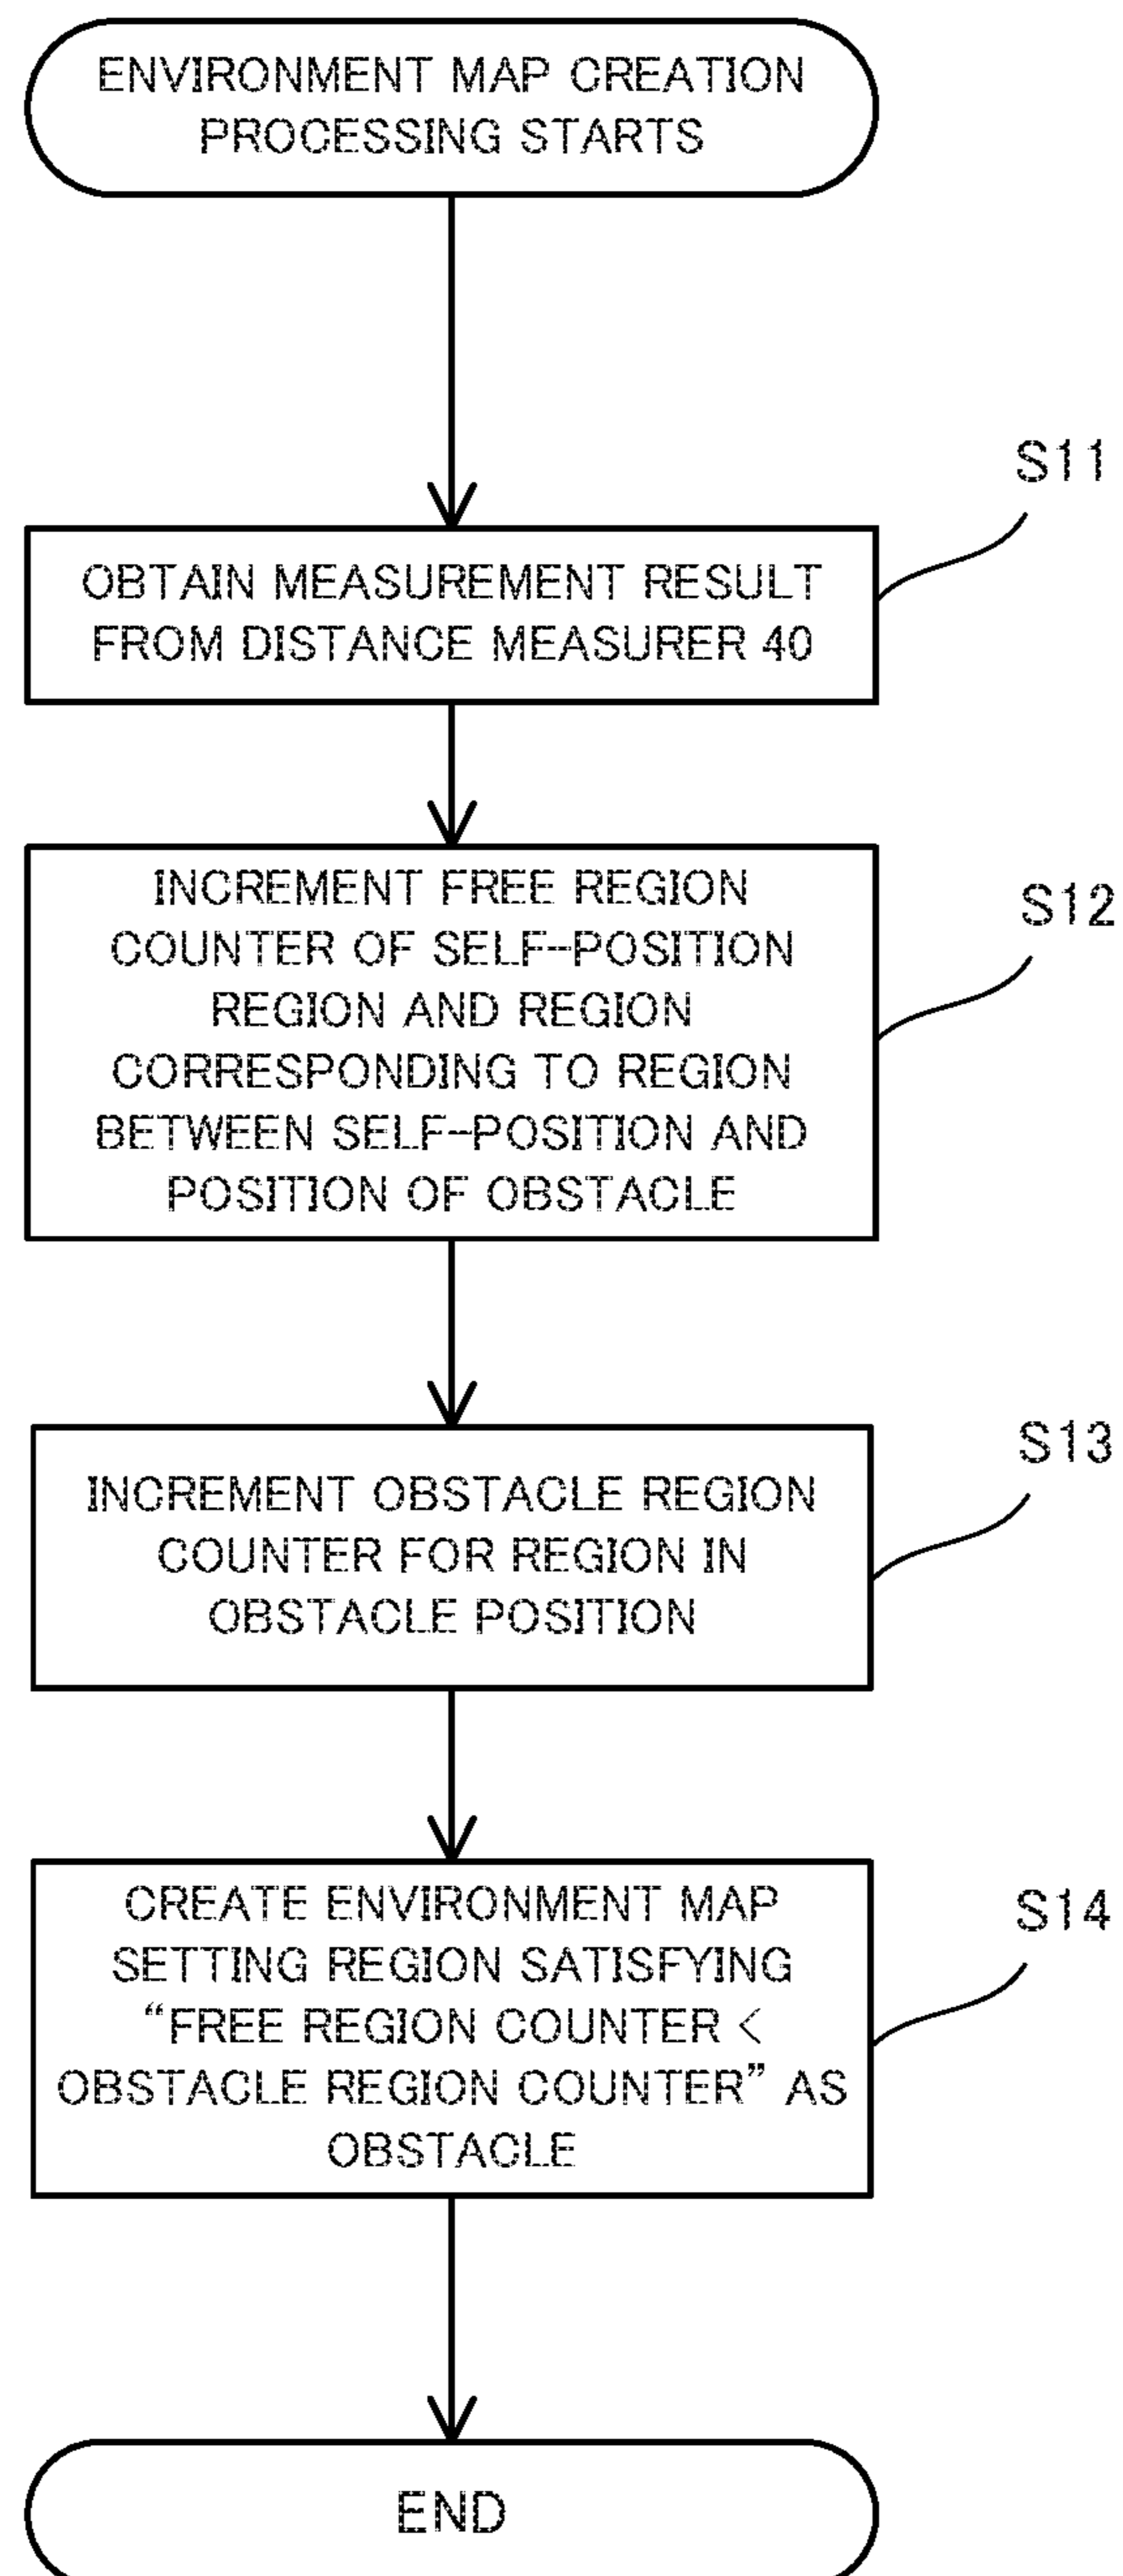 ENVIRONMENT MAP CREATION
PROCESSING STARTS
S11
OBTAIN MEASUREMENT RESULT
FROM DISTANCE MEASURER 40
S12
INCREMENT FREE REGION
COUNTER OF SELF-POSITION
REGION AND REGION
CORRESPONDING TO REGION
BETWEEN SELF-POSITION AND
POSITION OF OBSTACLE
S13
INCREMENT OBSTACLE REGION
COUNTER FOR REGION IN
OBSTACLE POSITION
S14
CREATE ENVIRONMENT MAP
SETTING REGION SATISFYING
“FREE REGION COUNTER <
OBSTACLE REGION COUNTER” AS
OBSTACLE
END